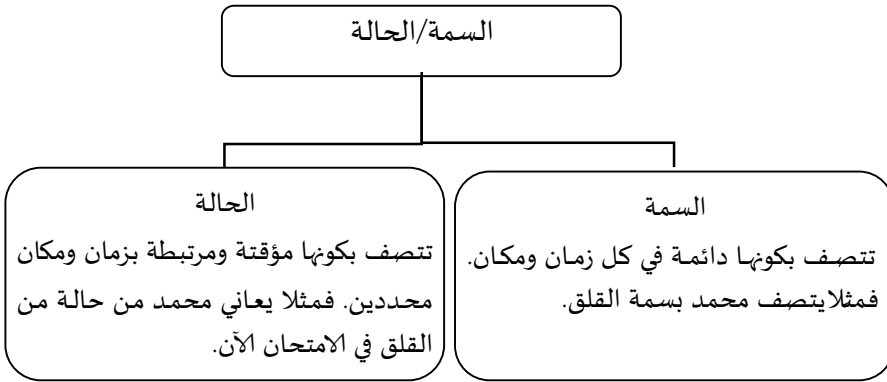 السمة/الحالة
السمة
تتصف بكونها دائمة في كل زمان ومكان.
فمثلايتصف محمد بسمة القلق.
الحالة
تتصف بكونها مؤقتة ومرتبطة بزمان ومكان
محددين. فمثلا يعاني محمد من حالة من
القلق في الامتحان الآن.